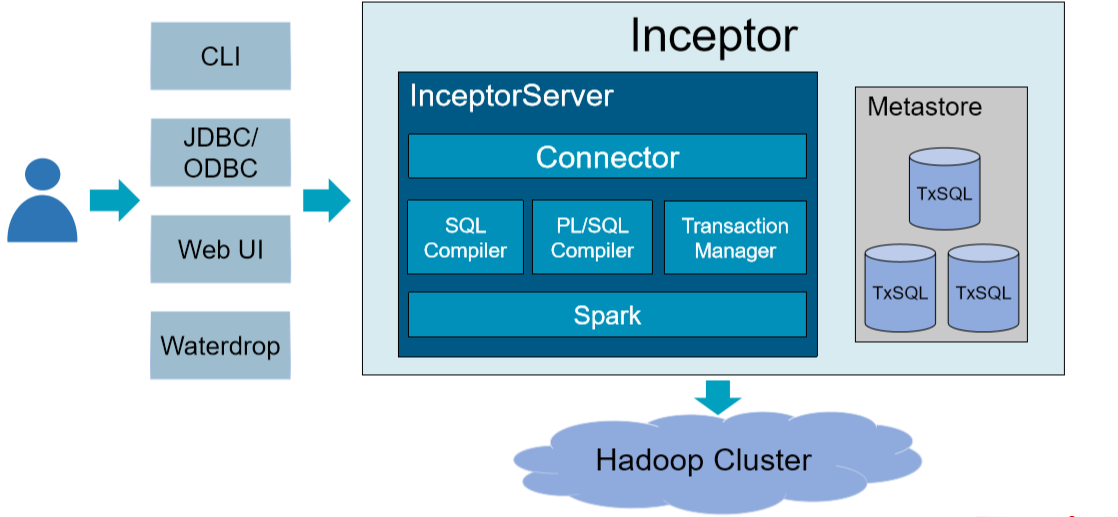 CLI
JDBC/
ODBC
Web UI
Waterdrop
Inceptor
InceptorServer
Connector
SQL
Compiler
PL/SQL
Compiler
Transaction
Manager
Spark
Metastore
TxSQL
TxSQL
TxSQL
Hadoop Cluster